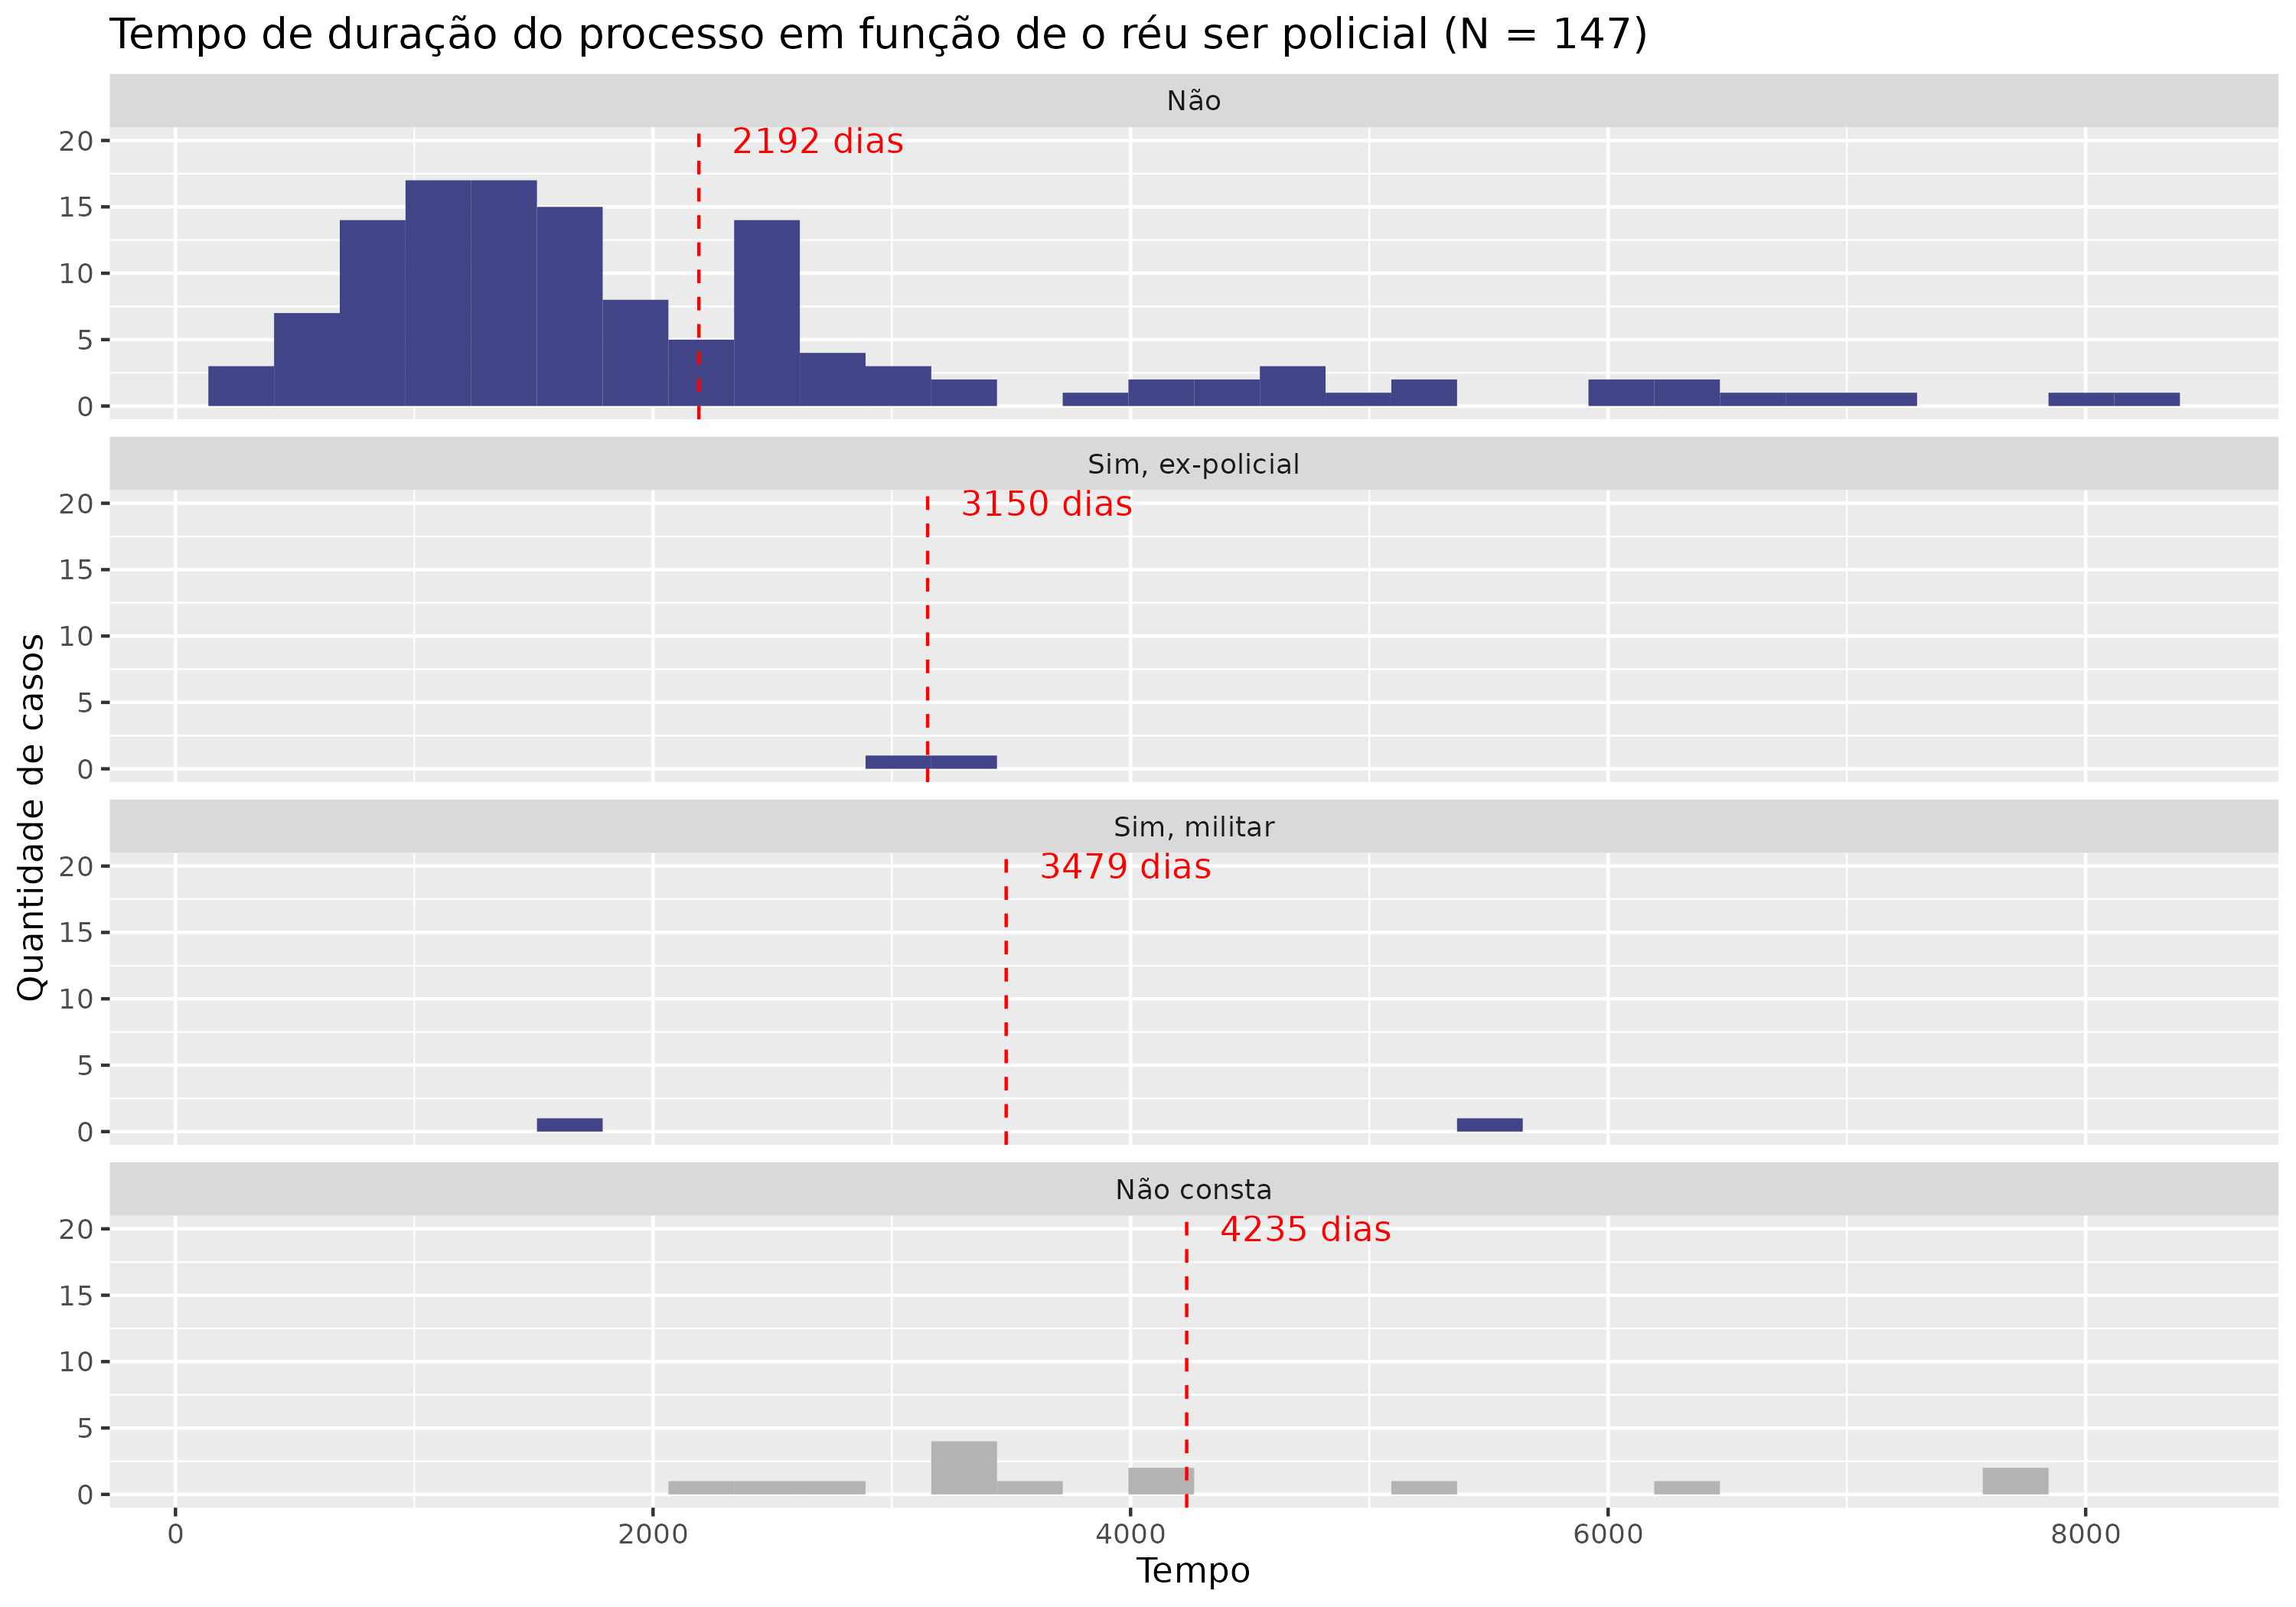 Tempo de duração do processo em função de o réu ser policial (N = 147)
Quantidade de casos
Não
2192 dias
20
15
10
5
0
Sim, ex-policial
3150 dias
20
15
10
5
0
Sim, militar
3479 dias
20
15
10
5
0
Não consta
4235 dias
20
15
10
5
0
0 2000 4000 6000 8000
Tempo